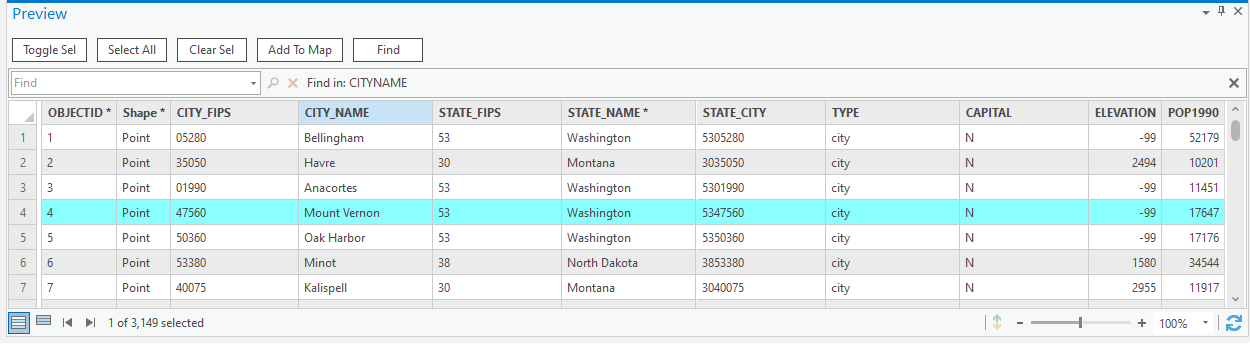 Preview
Toggle Sel Select All Clear Sel Add To Map Find
Find Find in: CITYNAME
OBJECTID * Shape * CITY_FIPS CITY_NAME STATE_FIPS STATE_NAME * STATE_CITY TYPE CAPITAL ELEVATION POP1990
1 1 Point 05280 Bellingham 53 Washington 5305280 city N -99 52179
2 2 Point 35050 Havre 30 Montana 3035050 city N 2494 10201
3 3 Point 01990 Anacortes 53 Washington 5301990 city N -99 11451
4 4 Point 47560 Mount Vernon 53 Washington 5347560 city N -99 17647
5 5 Point 50360 Oak Harbor 53 Washington 5350360 city N -99 17176
6 6 Point 53380 Minot 38 North Dakota 3853380 city N 1580 34544
7 7 Point 40075 Kalispell 30 Montana 3040075 city N 2955 11917
1 of 3,149 selected 100%